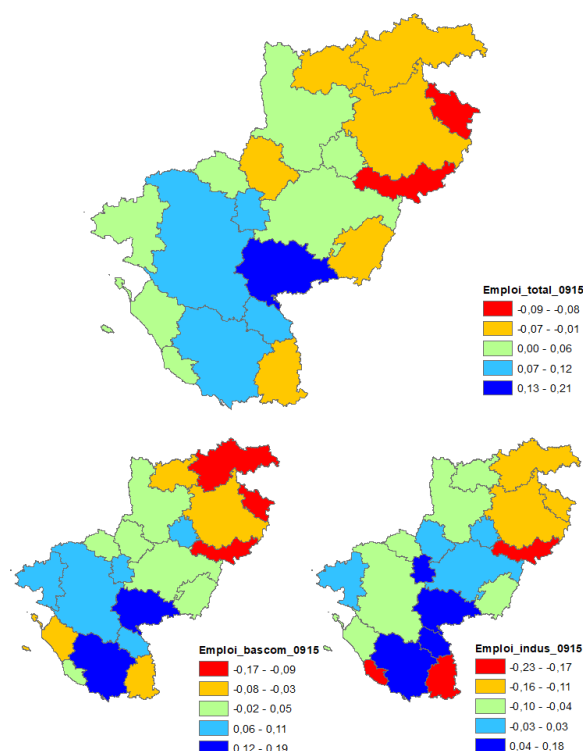 Emploi_total_0915
-0,09 - -0,08
-0,07 - -0,01
0,00 - 0,06
0,07 - 0,12
0,13 - 0,21
Emploi_bascom_0915
-0,17 - -0,09
-0,08 - -0,03
-0,02 - 0,05
0,06 - 0,11
0,12 - 0,19
Emploi_indus_0915
-0,23 - -0,17
-0,16 - -0,11
-0,10 - -0,04
-0,03 - 0,03
0,04 - 0,18